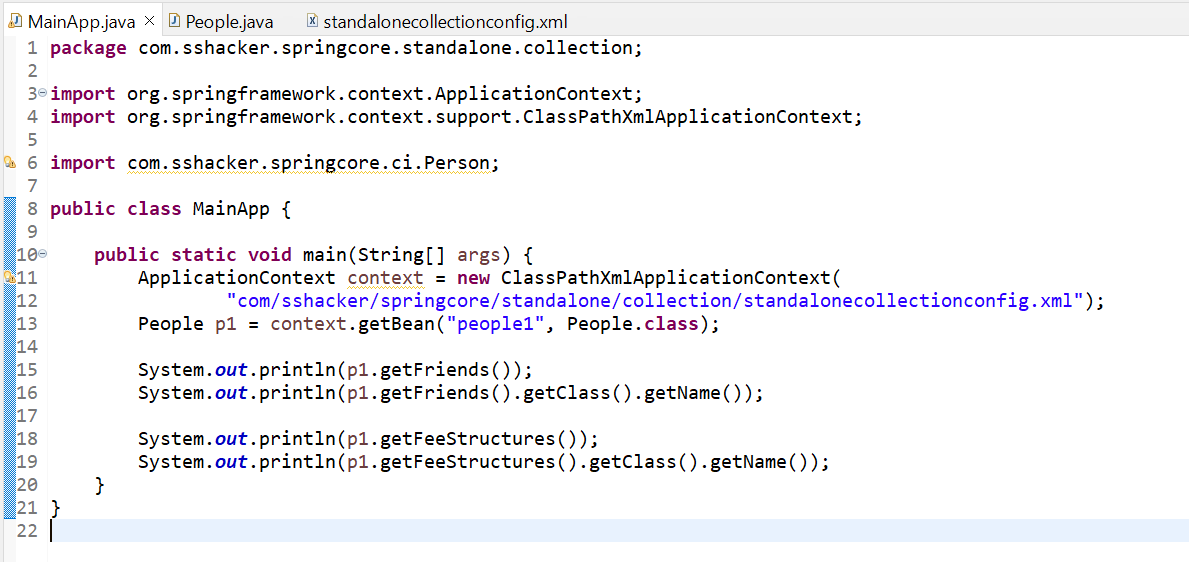 MainApp.java People.java standalonecollectionconfig.xml
1 package com.sshacker.springcore.standalone.collection;
2
3 import org.springframework.context.ApplicationContext;
4 import org.springframework.context.support.ClassPathXmlApplicationContext;
5
6 import com.sshacker.springcore.ci.Person;
7
8 public class MainApp {
9
10     public static void main(String[] args) {
11         ApplicationContext context = new ClassPathXmlApplicationContext(
12                 "com/sshacker/springcore/standalone/collection/standalonecollectionconfig.xml");
13         People p1 = context.getBean("people1", People.class);
14
15         System.out.println(p1.getFriends());
16         System.out.println(p1.getFriends().getClass().getName());
17
18         System.out.println(p1.getFeeStructures());
19         System.out.println(p1.getFeeStructures().getClass().getName());
20     }
21 }
22